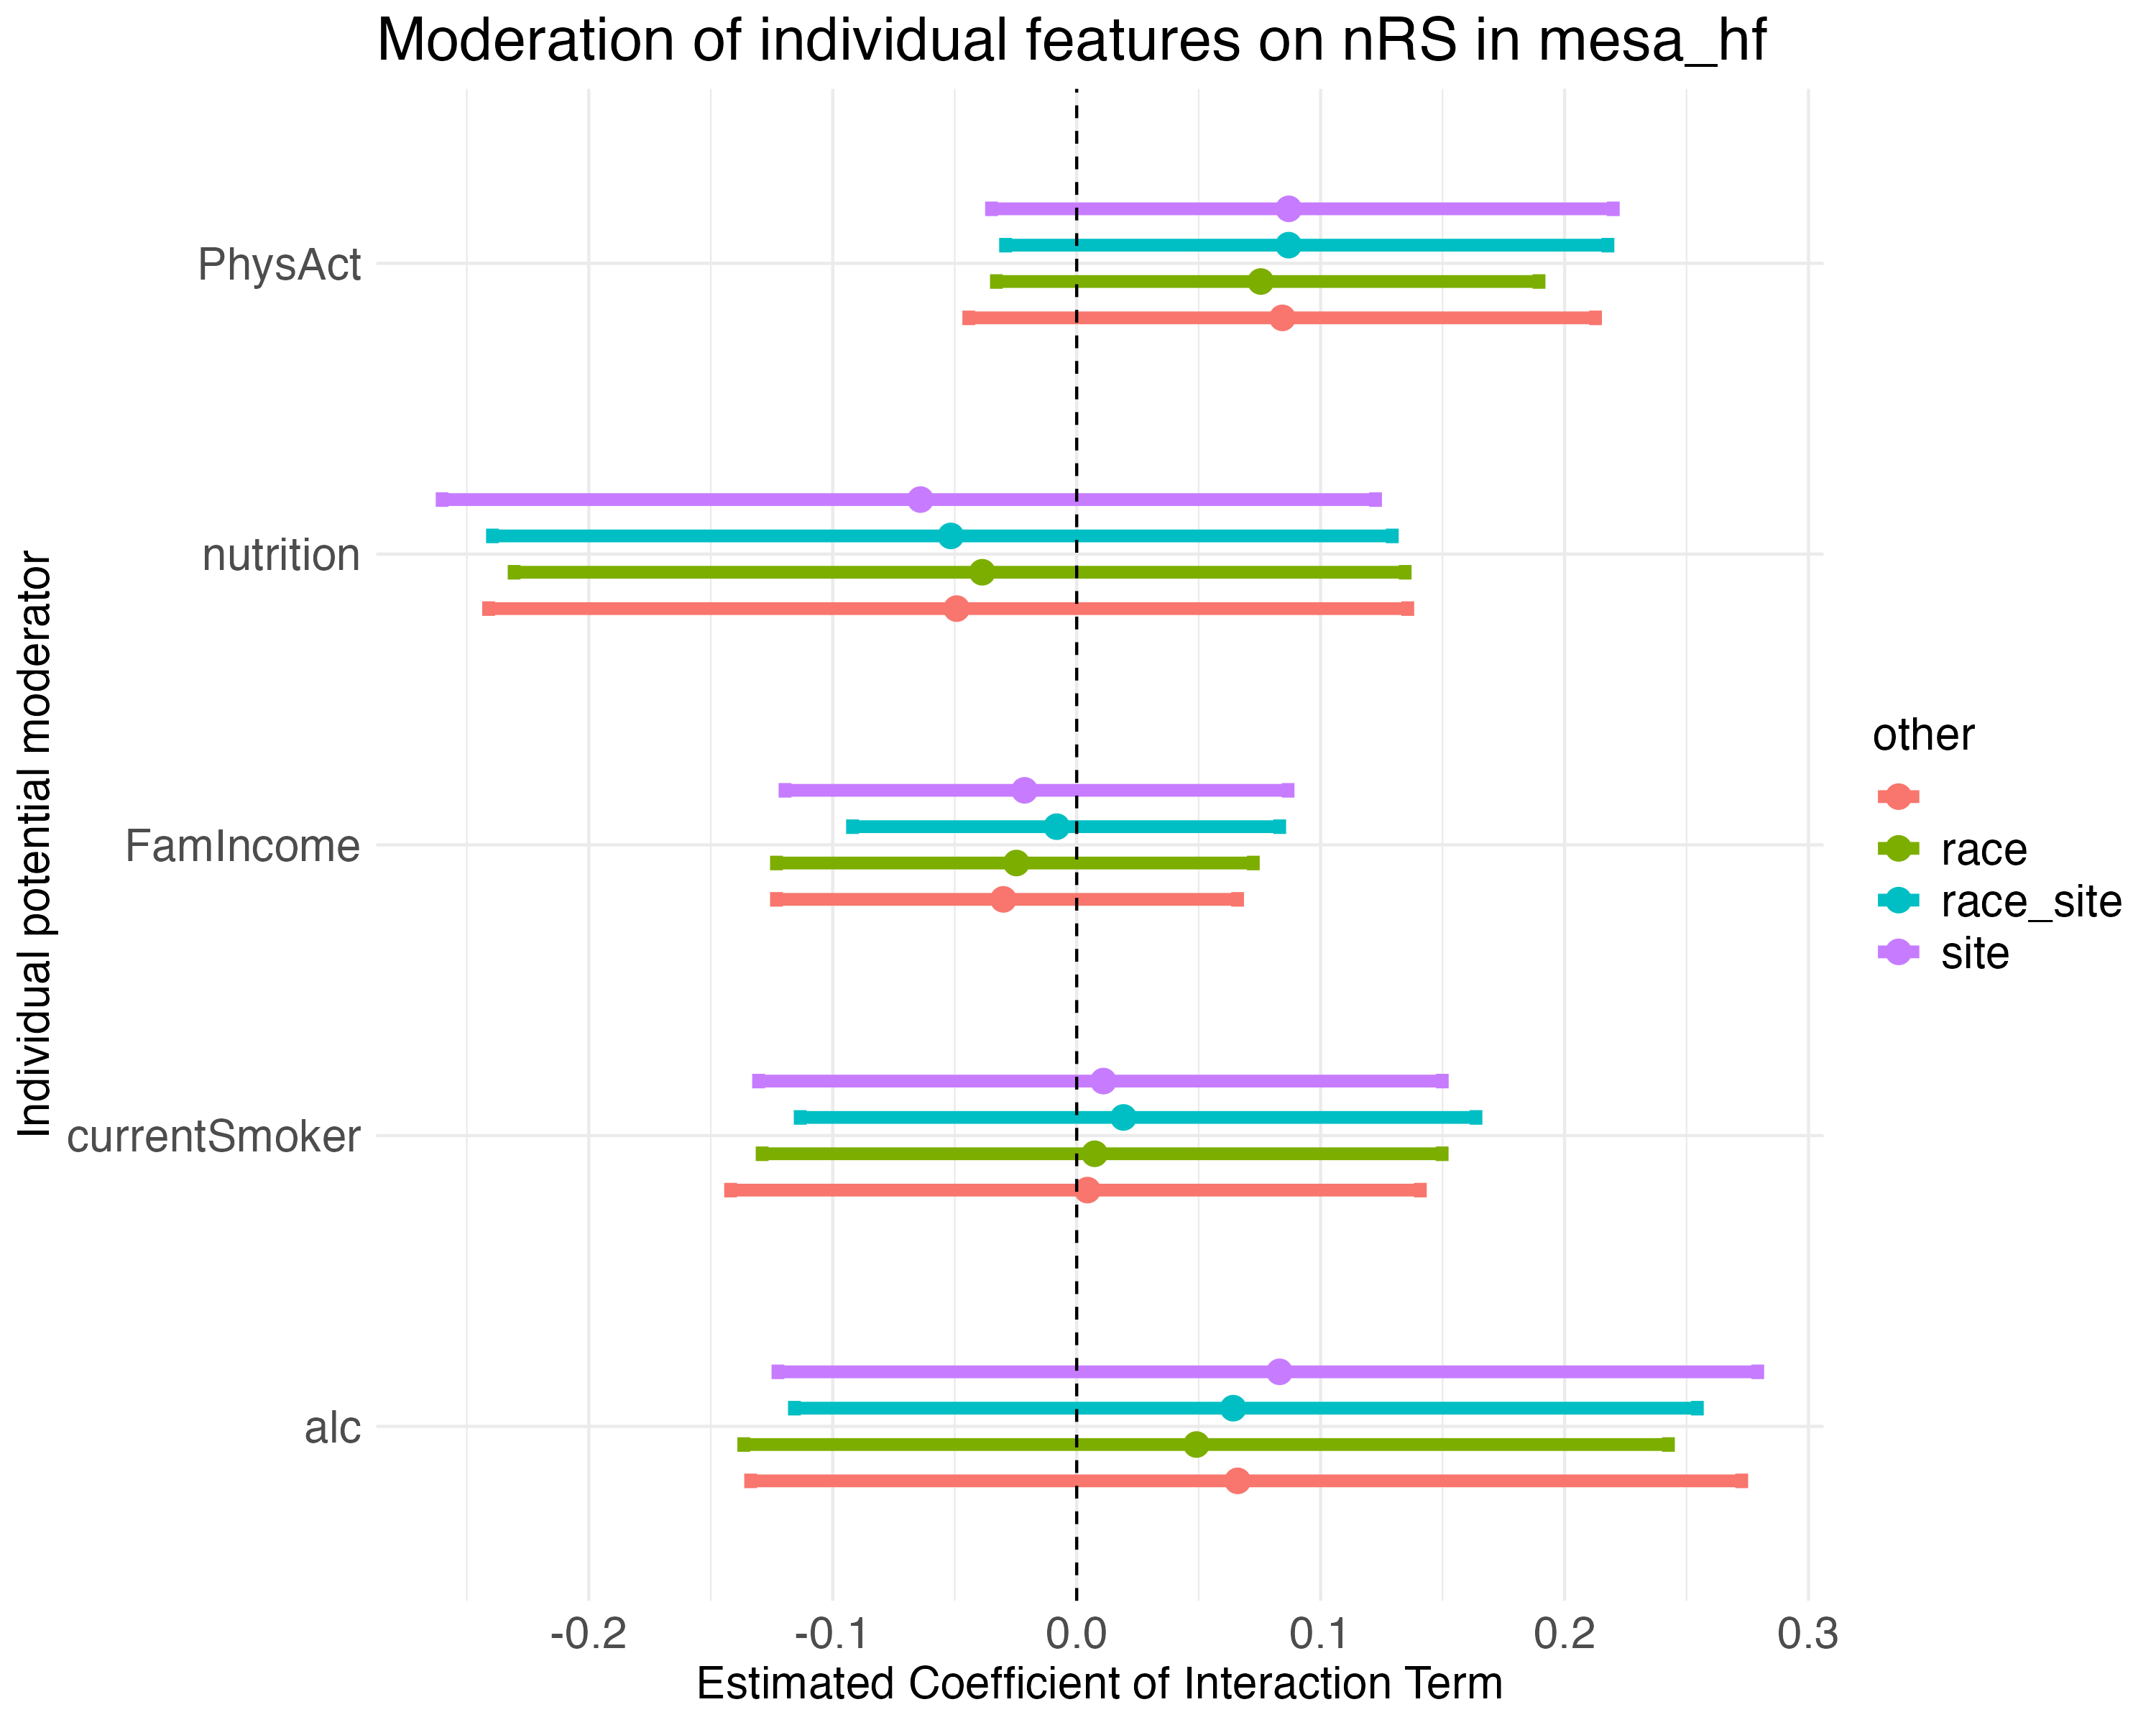 Moderation of individual features on nRS in mesa_hf
Individual potential moderator
PhysAct
nutrition
FamIncome
currentSmoker
alc
-0.2
-0.1
0.0
0.1
0.2
0.3
Estimated Coefficient of Interaction Term
other
race
race_site
site